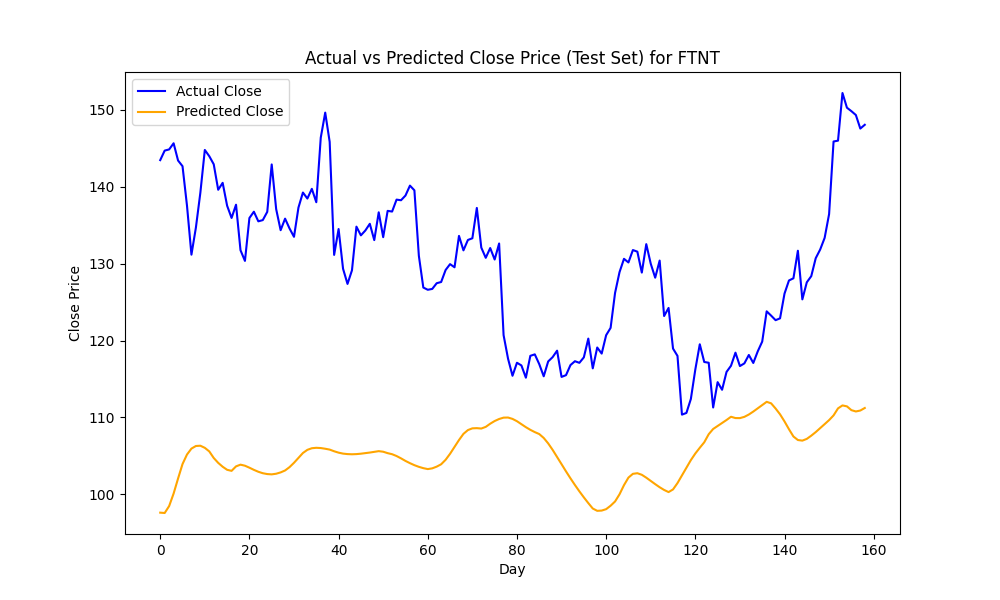 Actual vs Predicted Close Price (Test Set) for FTNT
Actual Close
Predicted Close
Close Price
150
140
130
120
110
100
0 20 40 60 80 100 120 140 160
Day